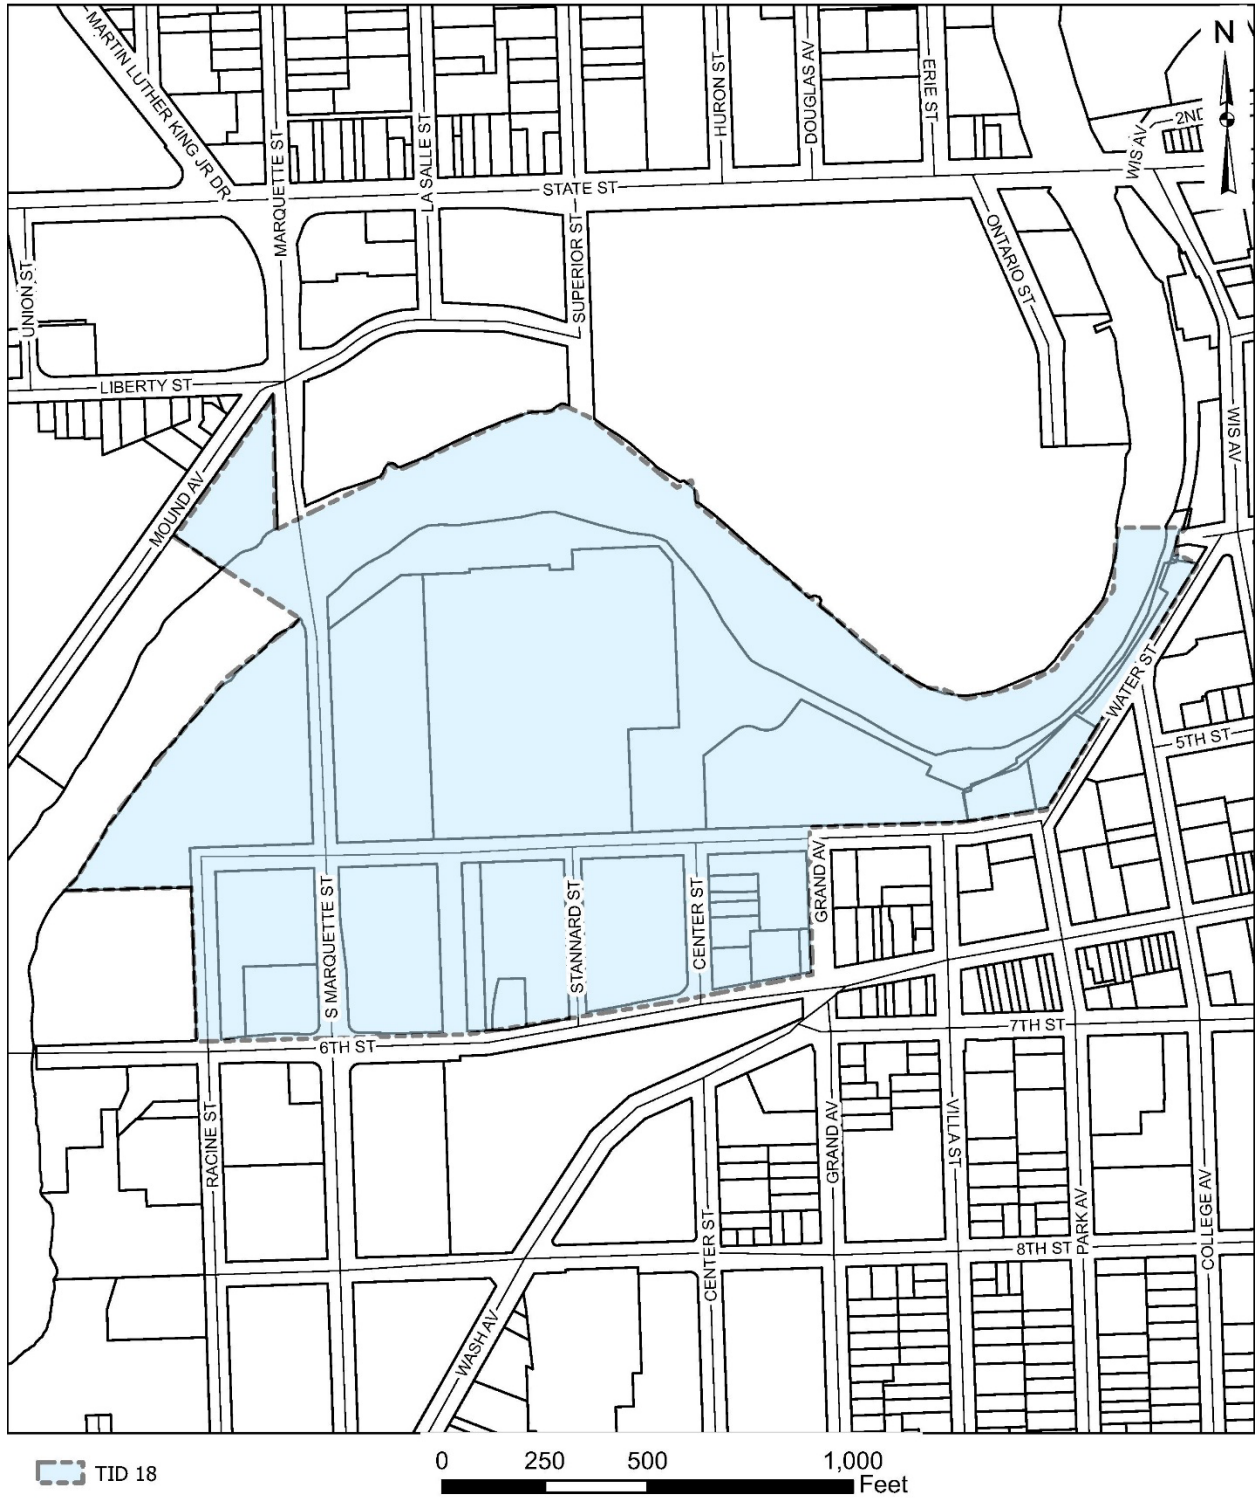 MARTIN LUTHER KING JR DR
MARQUETTE ST
LA SALLE ST
HURON ST
DOUGLAS AV
ERIE ST
N
2ND
WIS AV
STATE ST
SUPERIOR ST
ONTARIO ST
UNION ST
LIBERTY ST
WIS AV
MOUND AV
WATER ST
5TH ST
GRAND AV
S MARQUETTE ST
STANNARD ST
CENTER ST
7TH ST
6TH ST
RACINE ST
GRAND AV
VILLA ST
PARK AV
COLLEGE AV
8TH ST
CENTER ST
WASH AV
TID 18
0 250 500 1,000
Feet